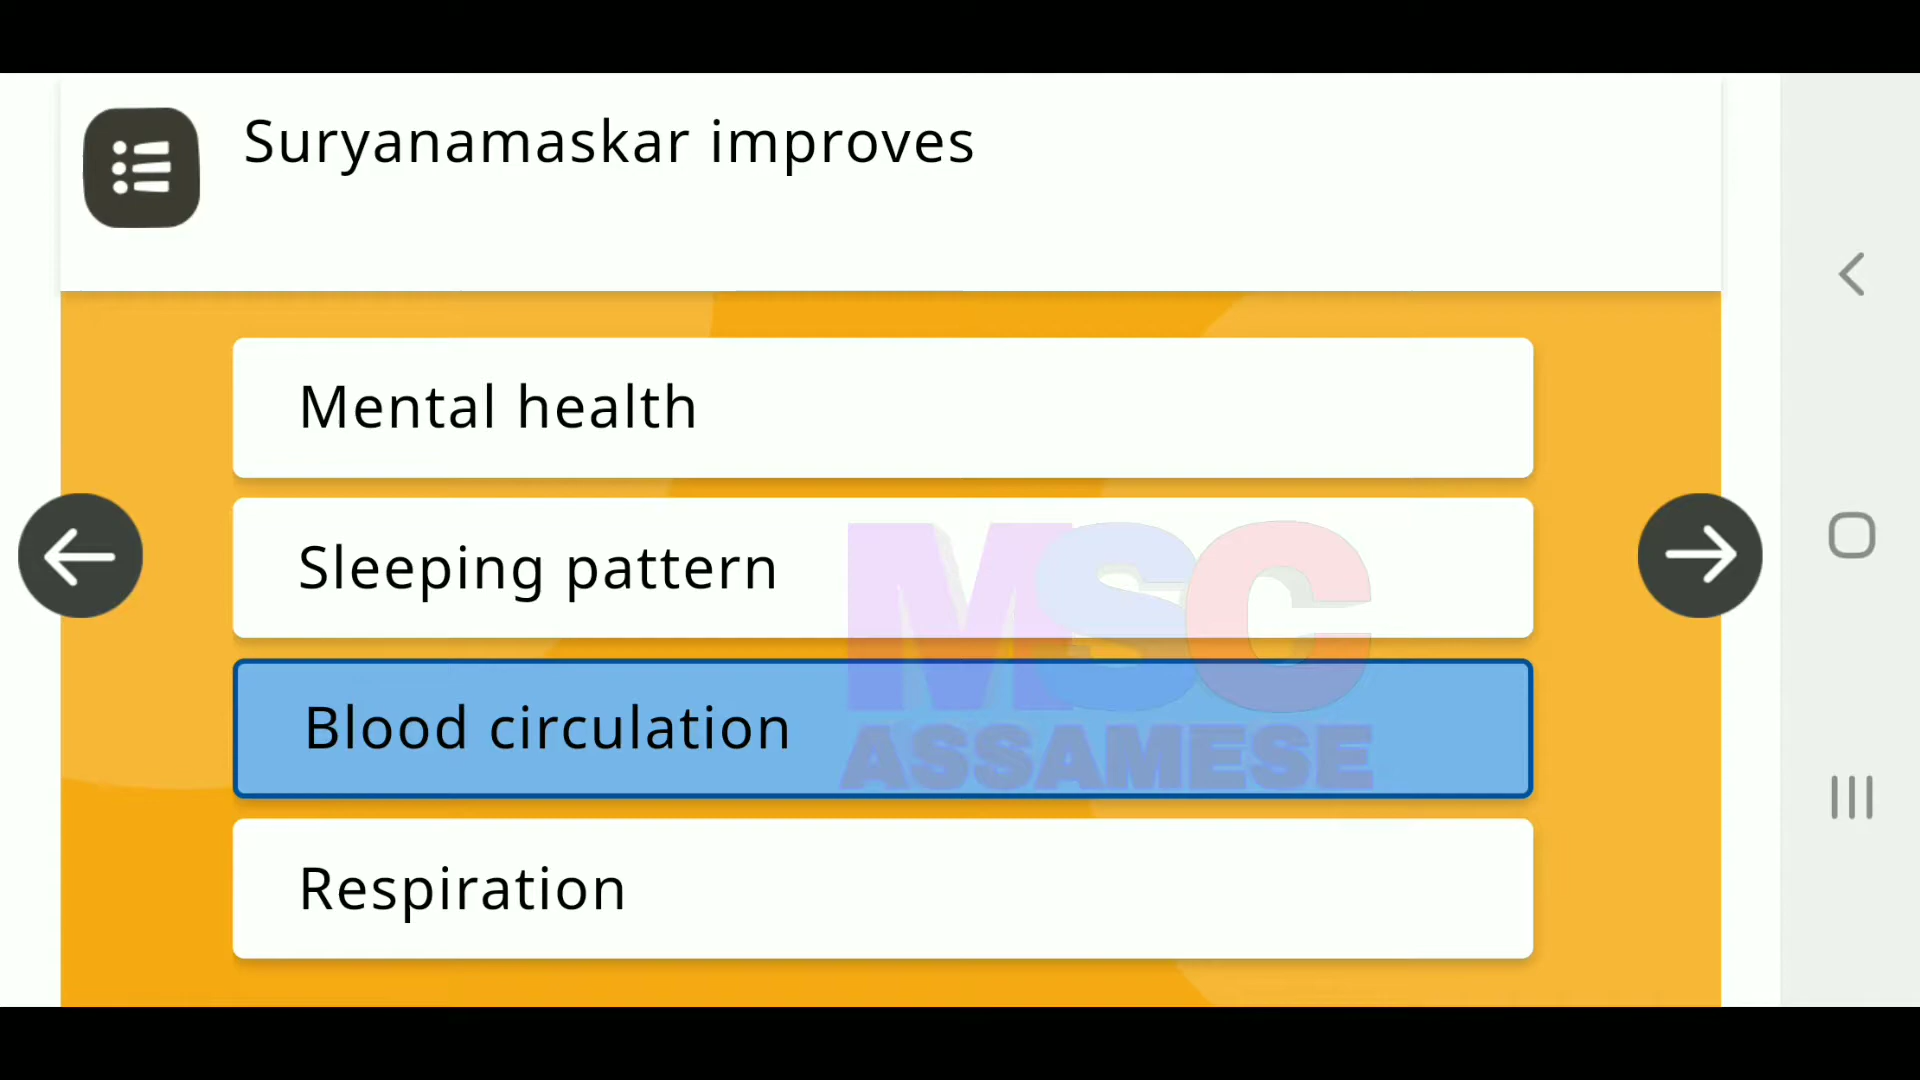 Suryanamaskar improves
Mental health
Sleeping pattern
MSC
Blood circulation
ASSAMESE
Respiration